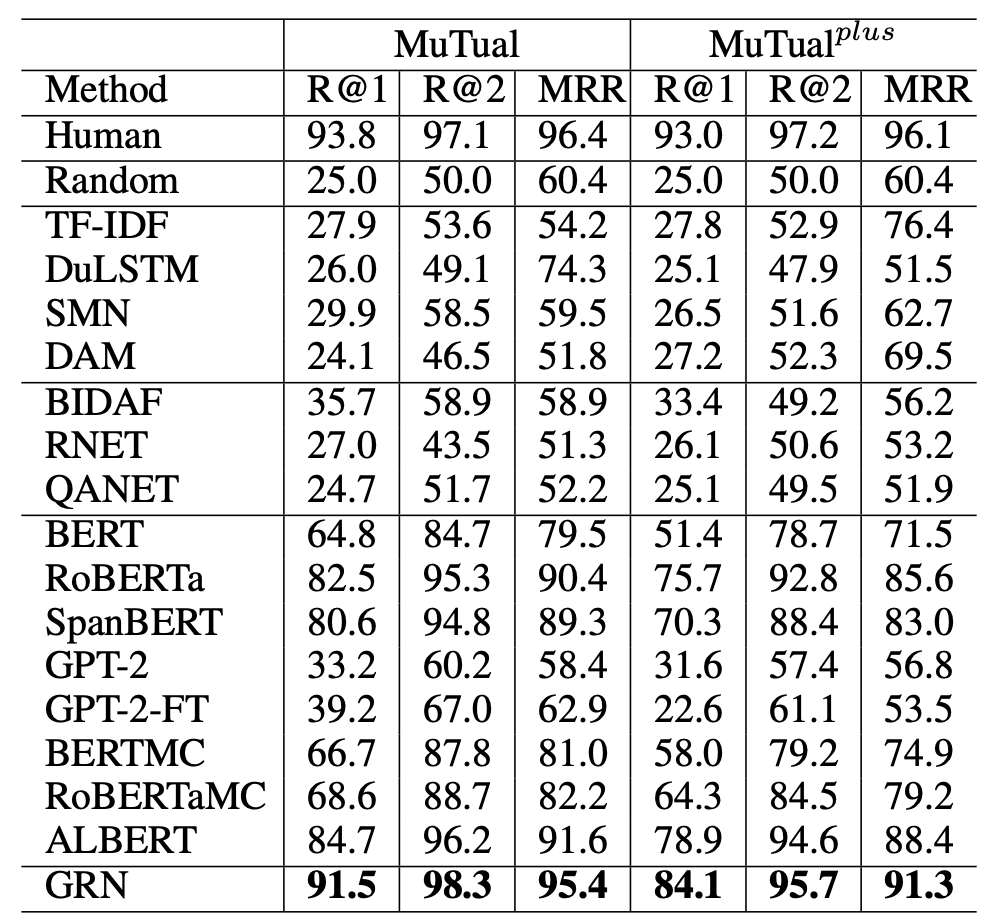 MuTual MuTual^plus
Method R@1 R@2 MRR R@1 R@2 MRR
Human 93.8 97.1 96.4 93.0 97.2 96.1
Random 25.0 50.0 60.4 25.0 50.0 60.4
TF-IDF 27.9 53.6 54.2 27.8 52.9 76.4
DuLSTM 26.0 49.1 74.3 25.1 47.9 51.5
SMN 29.9 58.5 59.5 26.5 51.6 62.7
DAM 24.1 46.5 51.8 27.2 52.3 69.5
BIDAF 35.7 58.9 58.9 33.4 49.2 56.2
RNET 27.0 43.5 51.3 26.1 50.6 53.2
QANET 24.7 51.7 52.2 25.1 49.5 51.9
BERT 64.8 84.7 79.5 51.4 78.7 71.5
RoBERTa 82.5 95.3 90.4 75.7 92.8 85.6
SpanBERT 80.6 94.8 89.3 70.3 88.4 83.0
GPT-2 33.2 60.2 58.4 31.6 57.4 56.8
GPT-2-FT 39.2 67.0 62.9 22.6 61.1 53.5
BERTMC 66.7 87.8 81.0 58.0 79.2 74.9
RoBERTaMC 68.6 88.7 82.2 64.3 84.5 79.2
ALBERT 84.7 96.2 91.6 78.9 94.6 88.4
GRN 91.5 98.3 95.4 84.1 95.7 91.3